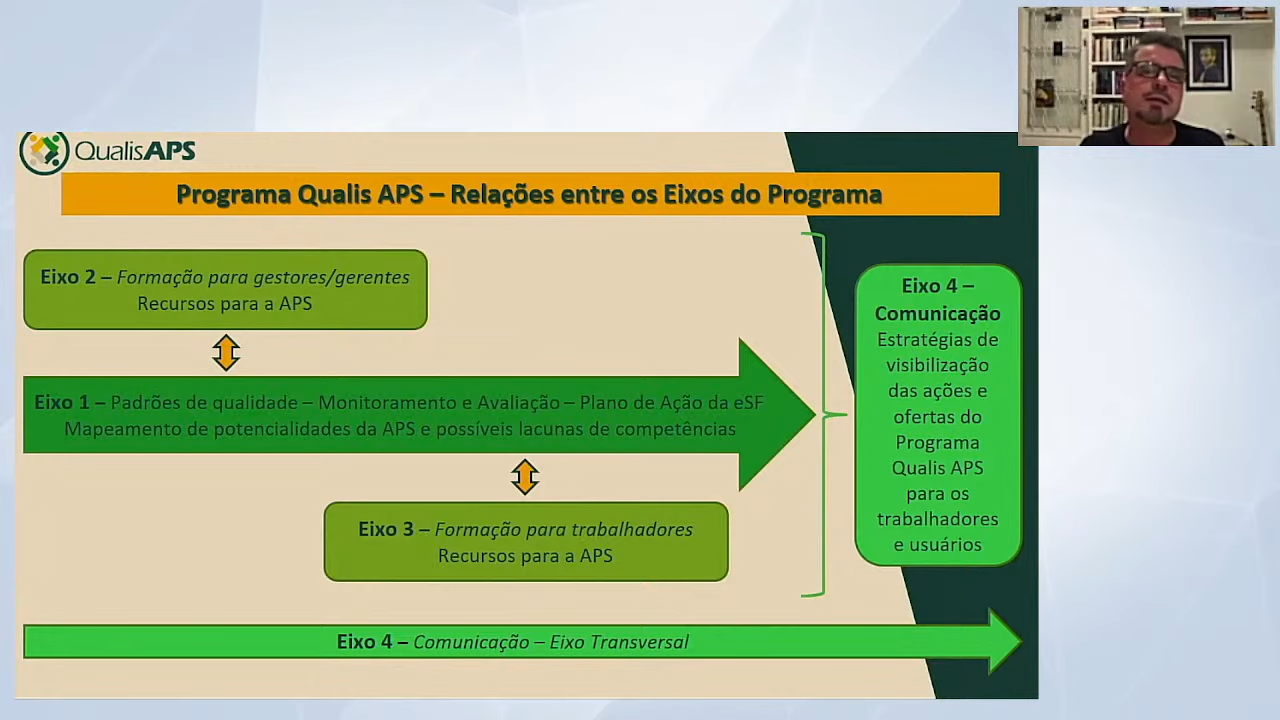 QualisAPS
Programa Qualis APS – Relações entre os Eixos do Programa
Eixo 2 – Formação para gestores/gerentes
Recursos para a APS
Eixo 1 – Padrões de qualidade – Monitoramento e Avaliação – Plano de Ação da eSF
Mapeamento de potencialidades da APS e possíveis lacunas de competências
Eixo 3 – Formação para trabalhadores
Recursos para a APS
Eixo 4 –
Comunicação
Estratégias de
visibilização
das ações e
ofertas do
Programa
Qualis APS
para os
trabalhadores
e usuários
Eixo 4 – Comunicação – Eixo Transversal